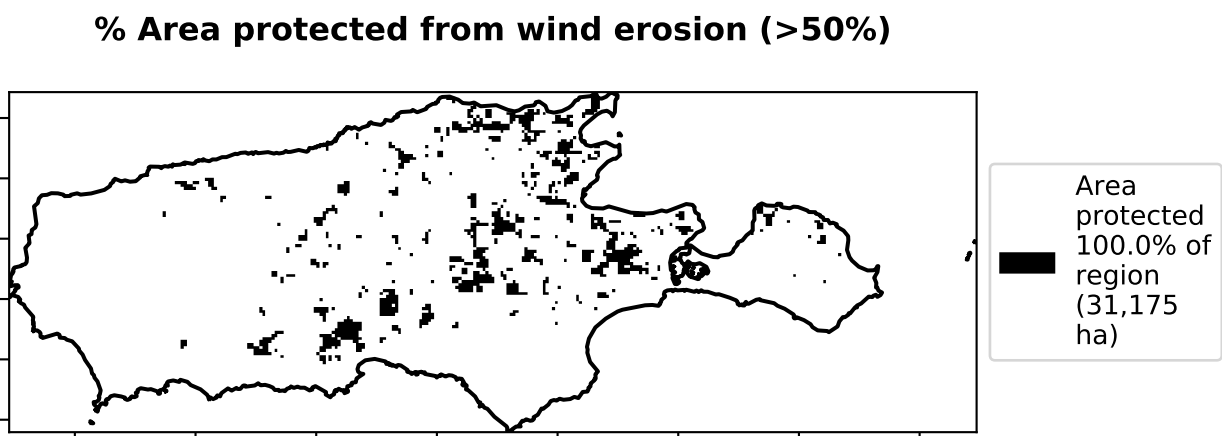 % Area protected from wind erosion (>50%)
Area
protected
100.0% of
region
(31,175
ha)